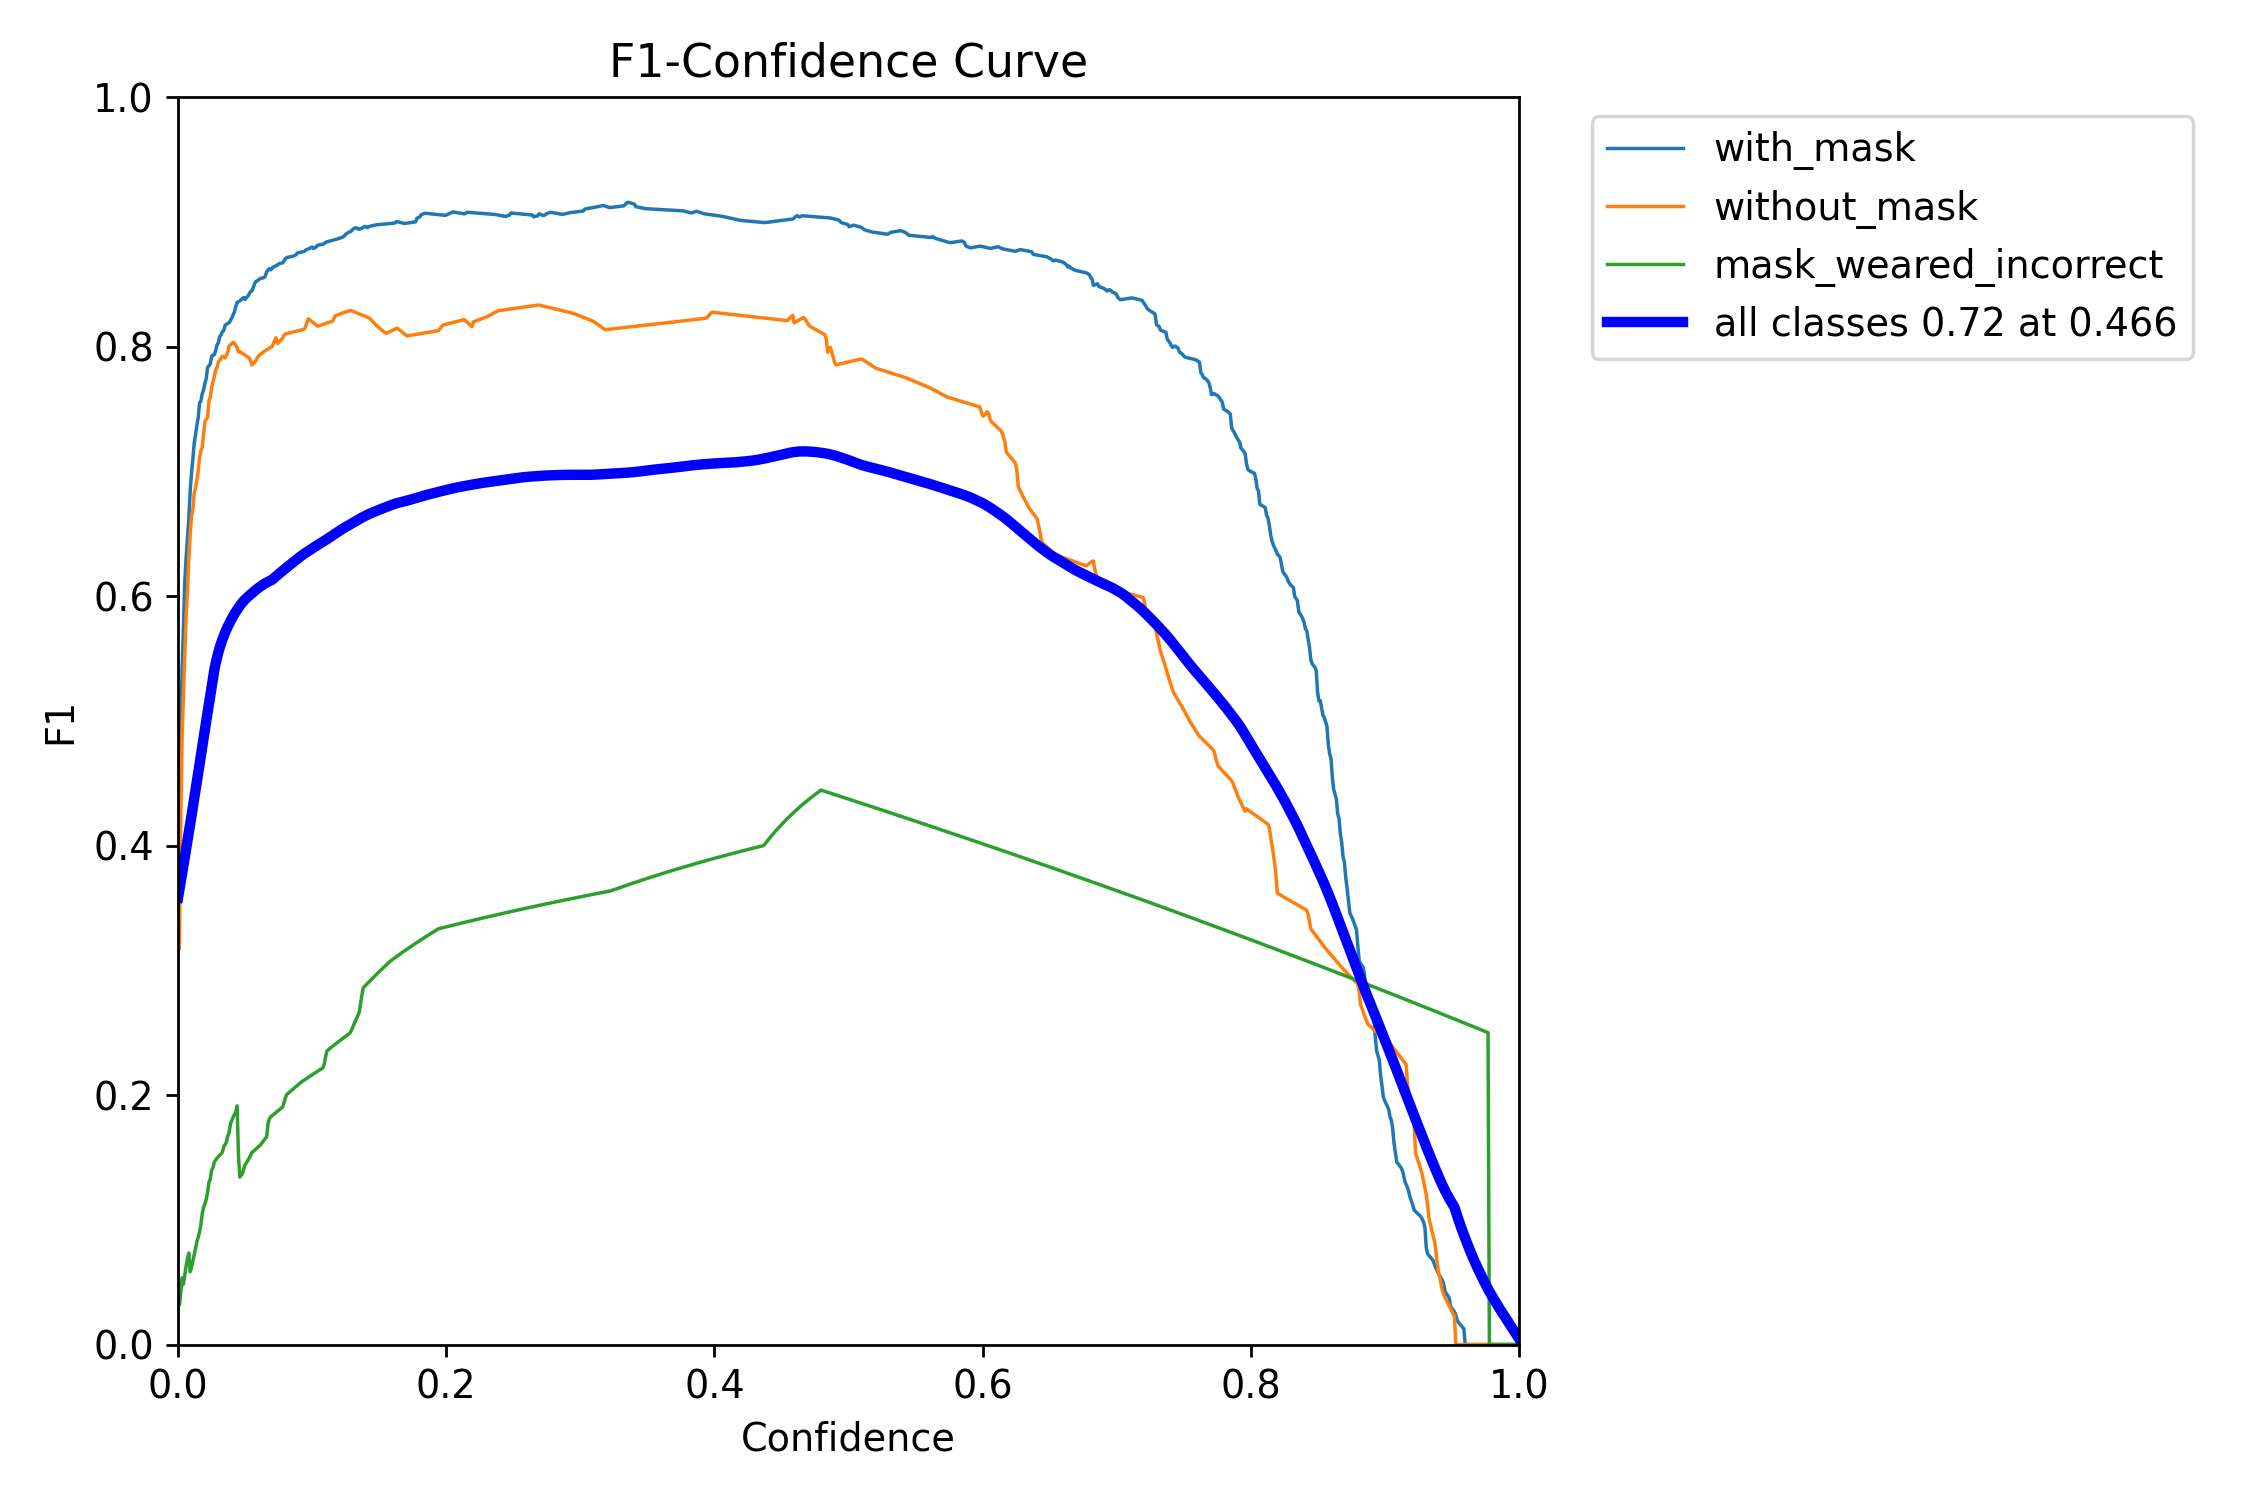 F1-Confidence Curve
1.0
0.8
0.6
0.4
0.2
0.0
F1
0.0 0.2 0.4 0.6 0.8 1.0
Confidence
with_mask
without_mask
mask_weared_incorrect
all classes 0.72 at 0.466